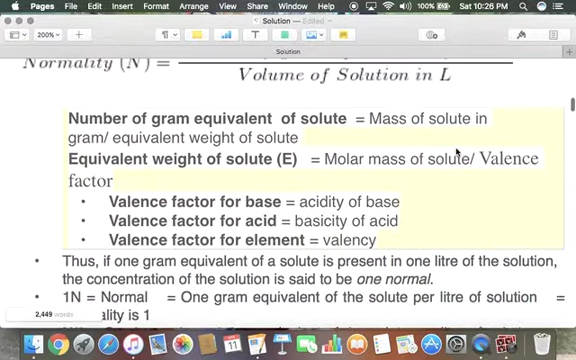 Pages File Edit Insert Format Arrange View 100% Sat 10:26 PM
Solution — Edited
200%
Solution
Normality (N) =
Volume of Solution in L
Number of gram equivalent of solute = Mass of solute in
gram/ equivalent weight of solute
Equivalent weight of solute (E) = Molar mass of solute/ Valence
factor
• Valence factor for base = acidity of base
• Valence factor for acid = basicity of acid
• Valence factor for element = valency
• Thus, if one gram equivalent of a solute is present in one litre of the solution,
the concentration of the solution is said to be one normal.
• 1N = Normal = One gram equivalent of the solute per litre of solution =
2,449 words
ality is 1